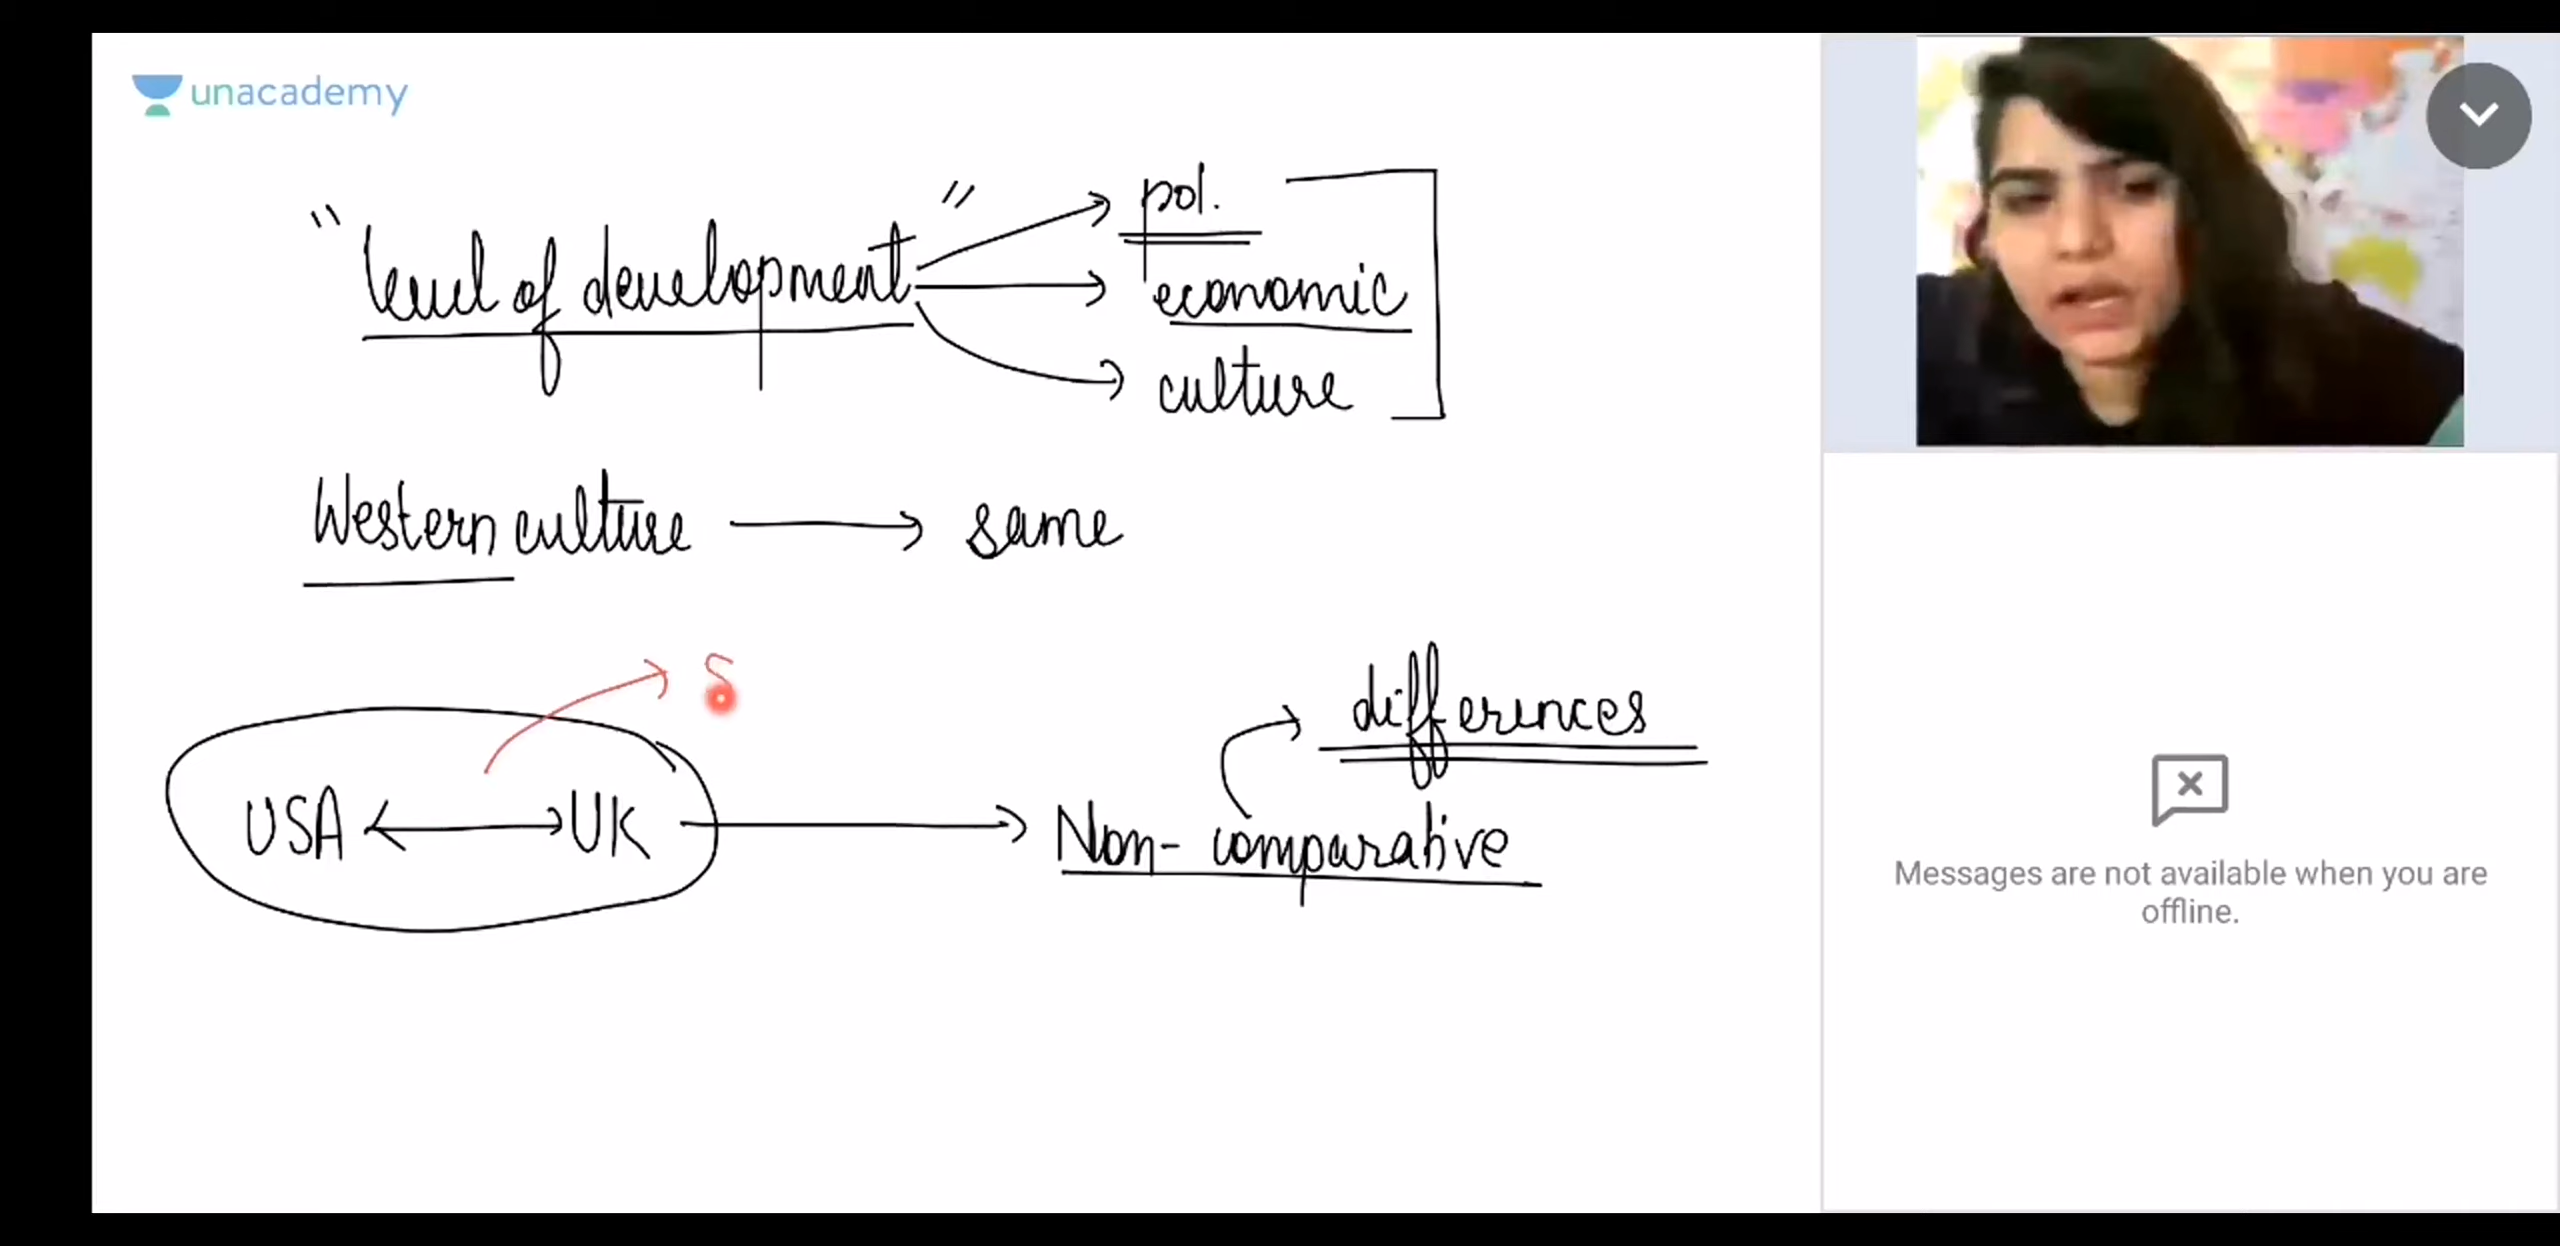 unacademy
"level of development" → pol.
→ economic
→ culture
Western culture → same
→ S
differences
USA ↔ UK → Non-comparative
Messages are not available when you are
offline.